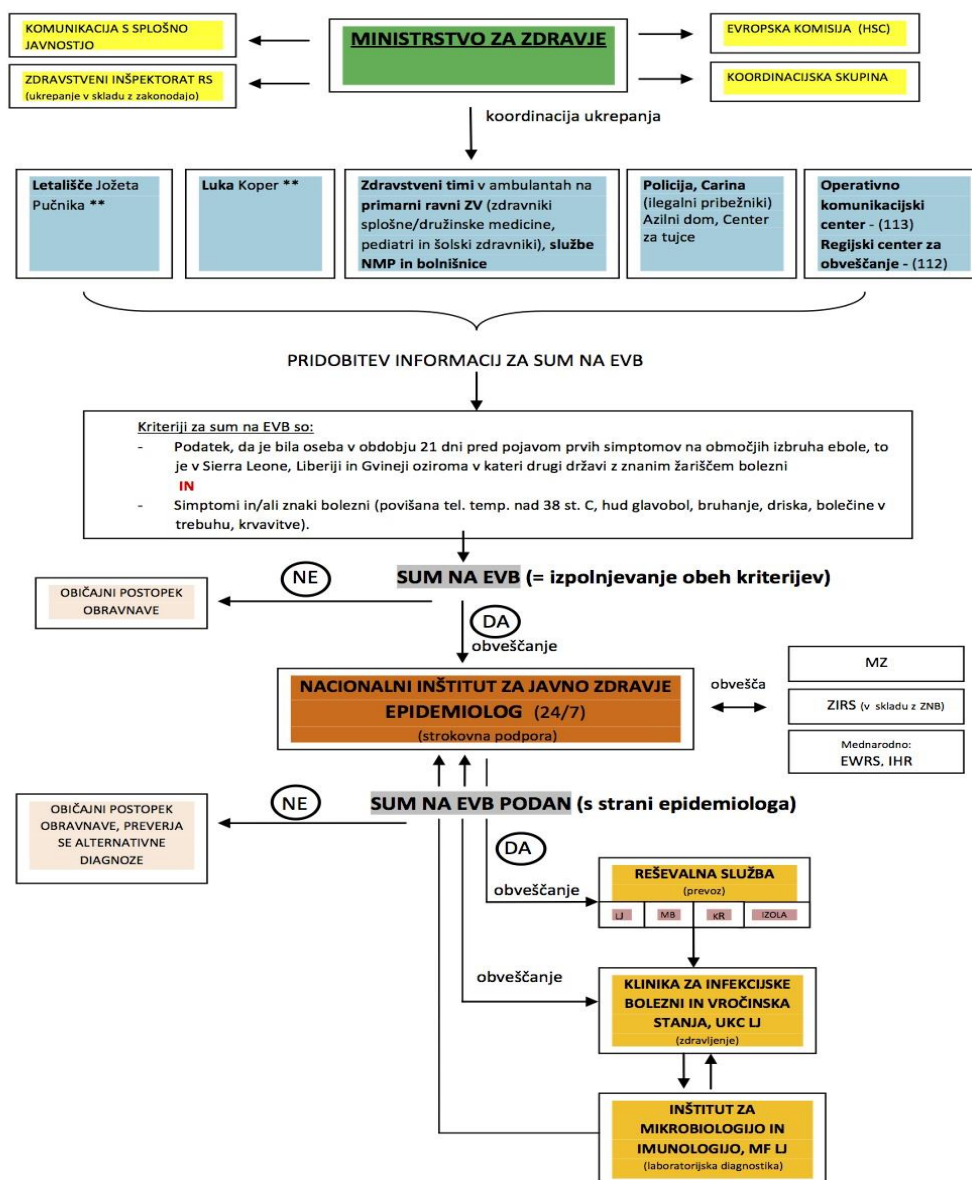 KOMUNIKACIJA S SPLOŠNO
JAVNOSTJO
MINISTRSTVO ZA ZDRAVJE
EVROPSKA KOMISIJA (HSC)
ZDRAVSTVENI INŠPEKTORAT RS
(ukrepanje v skladu z zakonodajo)
KOORDINACIJSKA SKUPINA
koordinacija ukrepanja
Letališče Jožeta
Pučnika **
Luka Koper **
Zdravstveni timi v ambulantah na
primarni ravni ZV (zdravniki
splošne/družinske medicine,
pediatri in šolski zdravniki), službe
NMP in bolnišnice
Policija, Carina
(ilegalni pribežniki)
Azilni dom, Center
za tujce
Operativno
komunikacijski
center - (113)
Regijski center za
obveščanje - (112)
PRIDOBITEV INFORMACIJ ZA SUM NA EVB
Kriteriji za sum na EVB so:
- Podatek, da je bila oseba v obdobju 21 dni pred pojavom prvih simptomov na območjih izbruha ebole, to
je v Sierra Leone, Liberiji in Gvineji oziroma v kateri drugi državi z znanim žariščem bolezni
IN
- Simptomi in/ali znaki bolezni (povišana tel. temp. nad 38 st. C, hud glavobol, bruhanje, driska, bolečine v
trebuhu, krvavitve).
NE
SUM NA EVB (= izpolnjevanje obeh kriterijev)
OBIČAJNI POSTOPEK
OBRAVNAVE
DA
obveščanje
NACIONALNI INŠTITUT ZA JAVNO ZDRAVJE
EPIDEMIOLOG (24/7)
(strokovna podpora)
obvešča
MZ
ZIRS (v skladu z ZNB)
Mednarodno:
EWRS, IHR
NE
SUM NA EVB PODAN (s strani epidemiologa)
OBIČAJNI POSTOPEK
OBRAVNAVE, PREVERJA
SE ALTERNATIVNE
DIAGNOZE
DA
obveščanje
REŠEVALNA SLUŽBA
(prevoz)
LJ MB KR IZOLA
obveščanje
KLINIKA ZA INFEKCIJSKE
BOLEZNI IN VROČINSKA
STANJA, UKC LJ
(zdravljenje)
INŠTITUT ZA
MIKROBIOLOGIJO IN
IMUNOLOGIJO, MF LJ
(laboratorijska diagnostika)